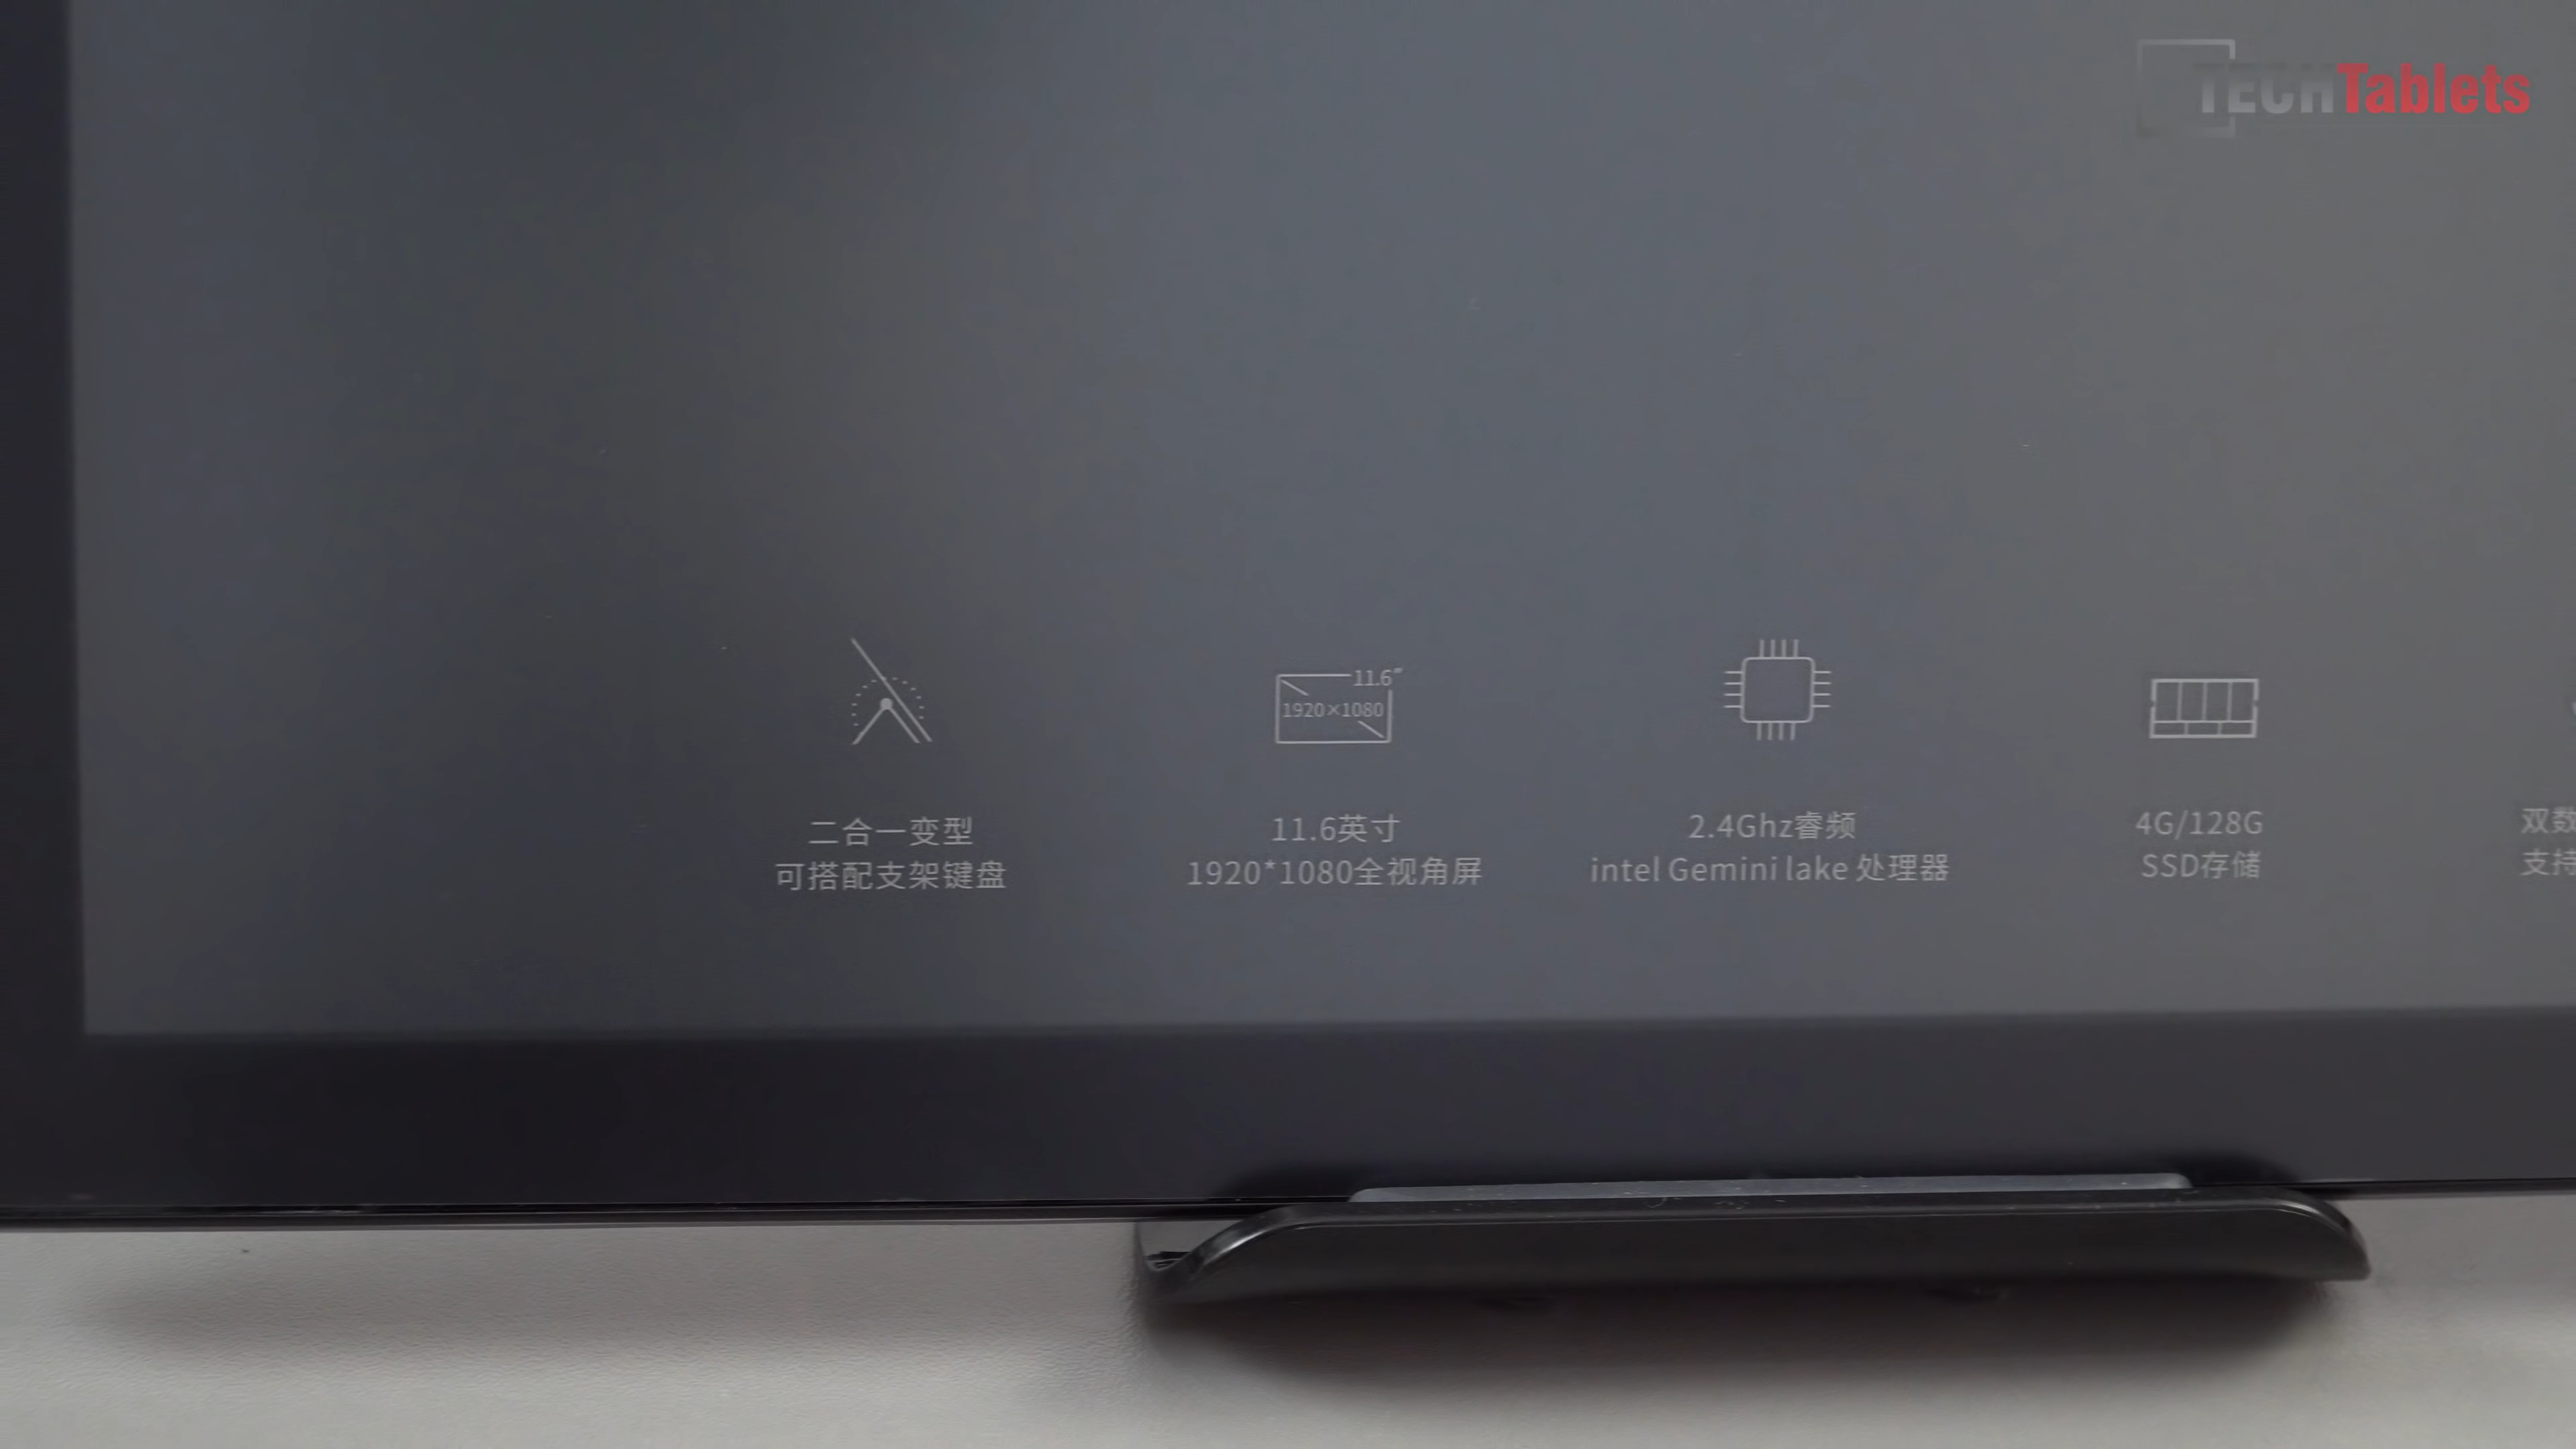 TECHTablets
11.6"
1920×1080
二合一变型
可搭配支架键盘
11.6英寸
1920*1080全视角屏
2.4Ghz睿频
intel Gemini lake 处理器
4G/128G
SSD存储
双数
支持